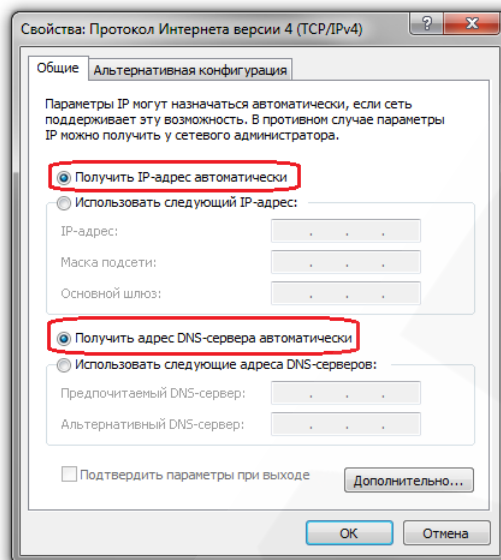 Свойства: Протокол Интернета версии 4 (TCP/IPv4)
Общие
Альтернативная конфигурация
Параметры IP могут назначаться автоматически, если сеть
поддерживает эту возможность. В противном случае параметры
IP можно получить у сетевого администратора.
Получить IP-адрес автоматически
Использовать следующий IP-адрес:
IP-адрес:
Маска подсети:
Основной шлюз:
Получить адрес DNS-сервера автоматически
Использовать следующие адреса DNS-серверов:
Предпочитаемый DNS-сервер:
Альтернативный DNS-сервер:
Подтвердить параметры при выходе
Дополнительно...
ОК
Отмена